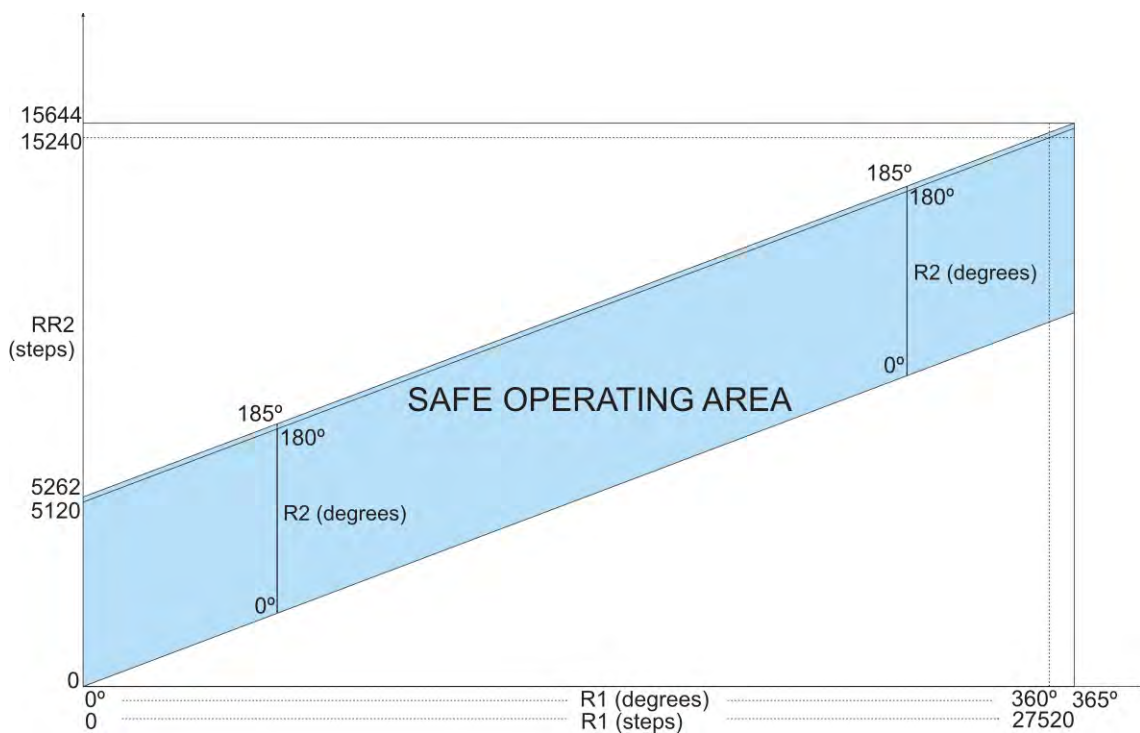 15644
15240
185º
180º
R2 (degrees)
0º
RR2
(steps)
SAFE OPERATING AREA
185º
180º
R2 (degrees)
0º
5262
5120
0
0º R1 (degrees) 360º 365º
0 R1 (steps) 27520